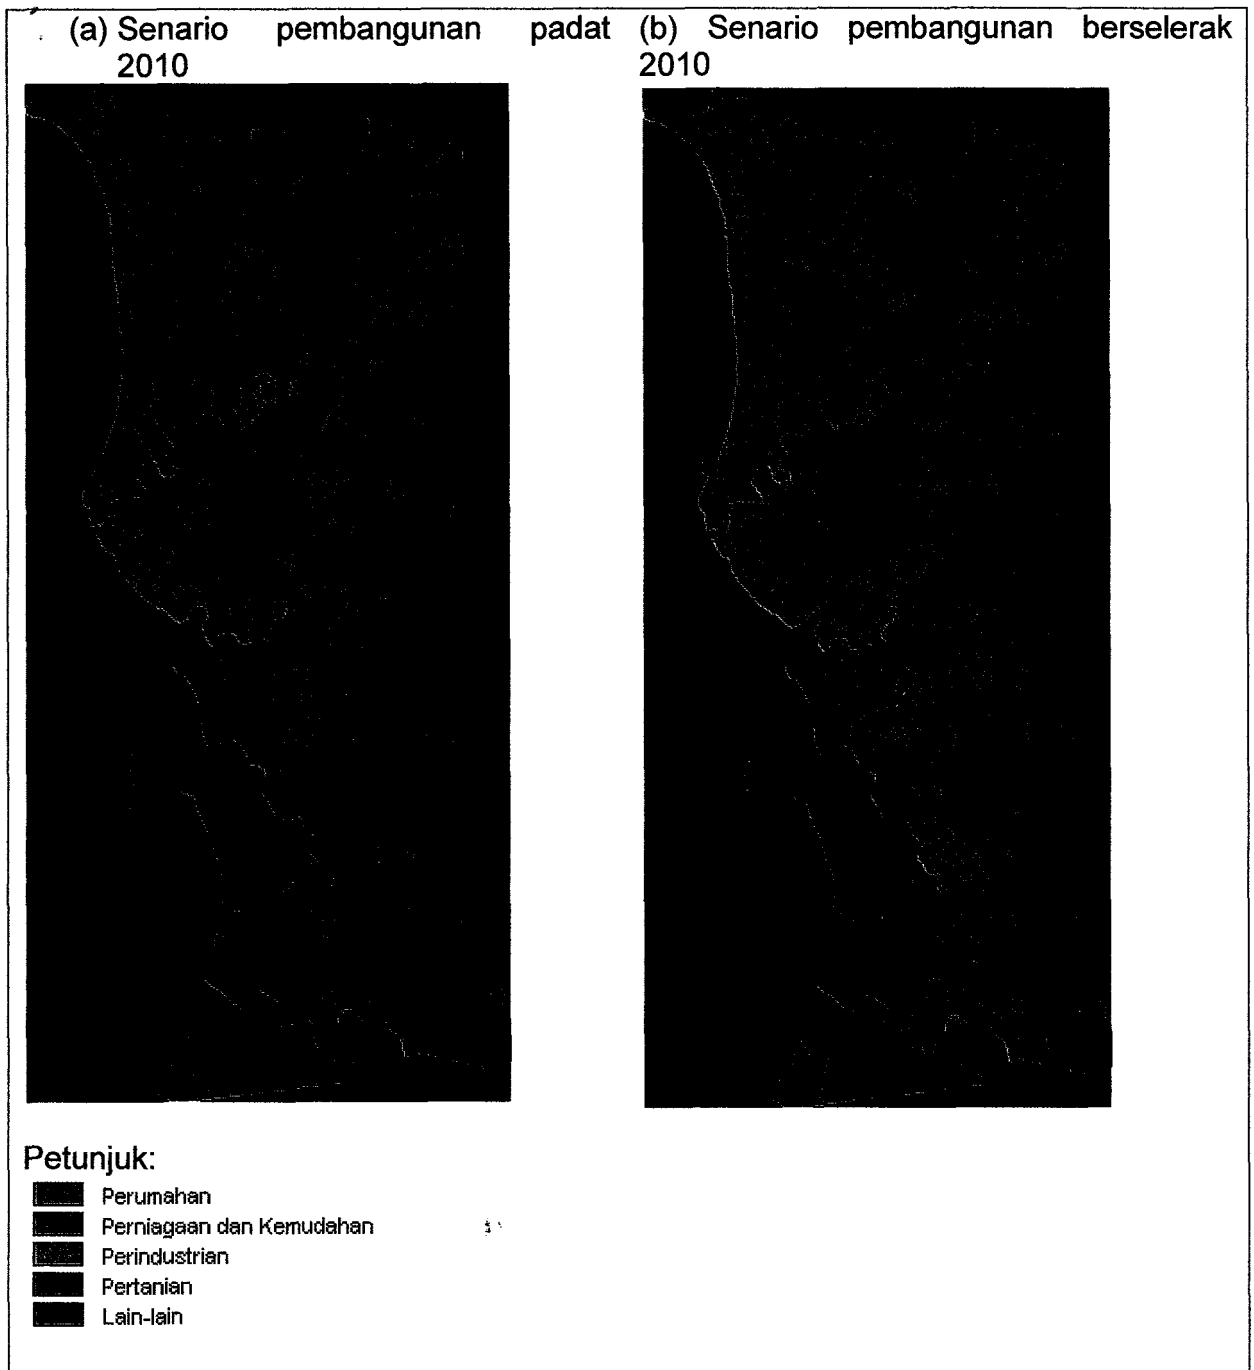 (a) Senario pembangunan padat
2010
(b) Senario pembangunan berselerak
2010
Petunjuk:
Perumahan
Perniagaan dan Kemudahan
Perindustrian
Pertanian
Lain-lain